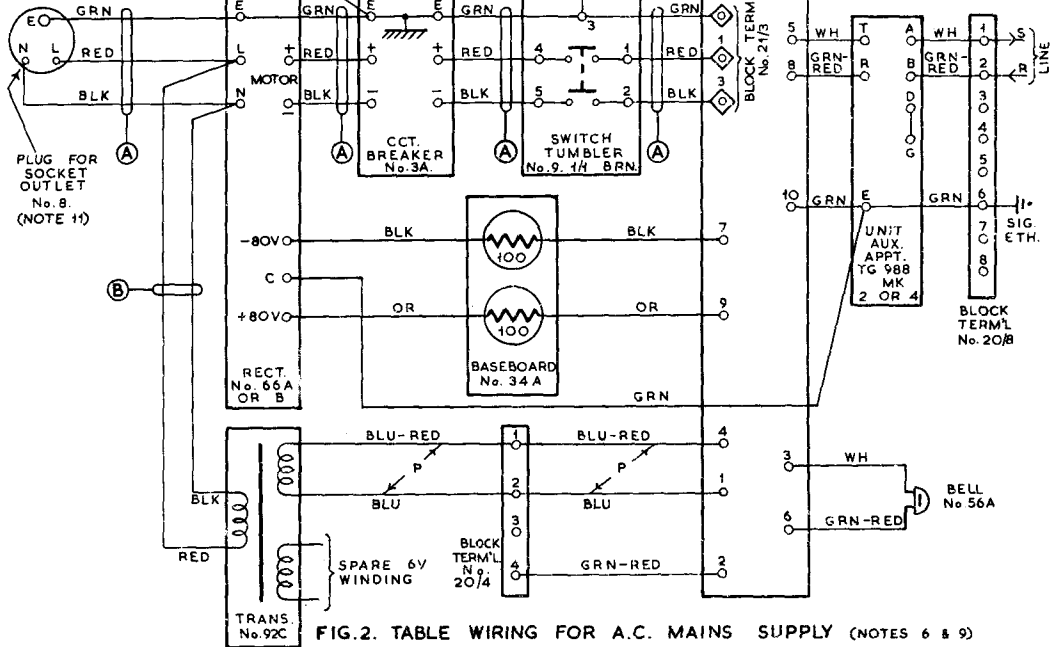 E GRN E GRN E E GRN 3 GRN
N L RED L + RED + + RED 4 1 RED 1
MOTOR
BLK N - BLK - - BLK 5 2 BLK 3
BLOCK TERM
No. 21/3
5 WH T A WH 1 S
8 GRN-RED R B GRN-RED 2 R
LINE
D 3
4
G
5
10 GRN E GRN 6
SIG.
ETH.
7
8
A A A A
PLUG FOR
SOCKET
OUTLET
No. 8.
(NOTE 11)
CCT.
BREAKER
No. 3A.
SWITCH
TUMBLER
No. 9. 1/1 BRN.
UNIT
AUX.
APPT.
TG 988
MK
2 OR 4
BLOCK
TERM'L
No. 20/8
-80V BLK 100 BLK 7
B
C
+80V OR 100 OR 9
RECT.
No. 66A
OR B
BASEBOARD
No. 34A
GRN
BLU-RED 1 BLU-RED 4
P P
BLU 2 BLU 1
3 WH
BELL
No. 56A
6 GRN-RED
BLK
RED
3
BLOCK
TERM'L
No.
20/4
4 GRN-RED 2
SPARE 6V
WINDING
TRANS.
No. 92C
FIG. 2. TABLE WIRING FOR A.C. MAINS SUPPLY (NOTES 6 & 9)